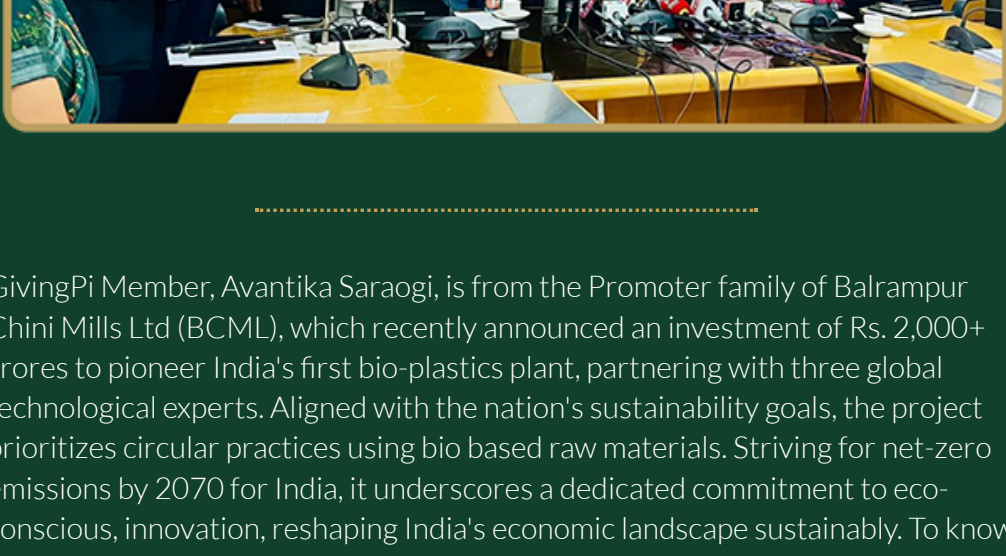 GivingPi Member, Avantika Saraogi, is from the Promoter family of Balrampur
Chini Mills Ltd (BCML), which recently announced an investment of Rs. 2,000+
crores to pioneer India's first bio-plastics plant, partnering with three global
technological experts. Aligned with the nation's sustainability goals, the project
prioritizes circular practices using bio based raw materials. Striving for net-zero
emissions by 2070 for India, it underscores a dedicated commitment to eco-
conscious, innovation, reshaping India's economic landscape sustainably. To know